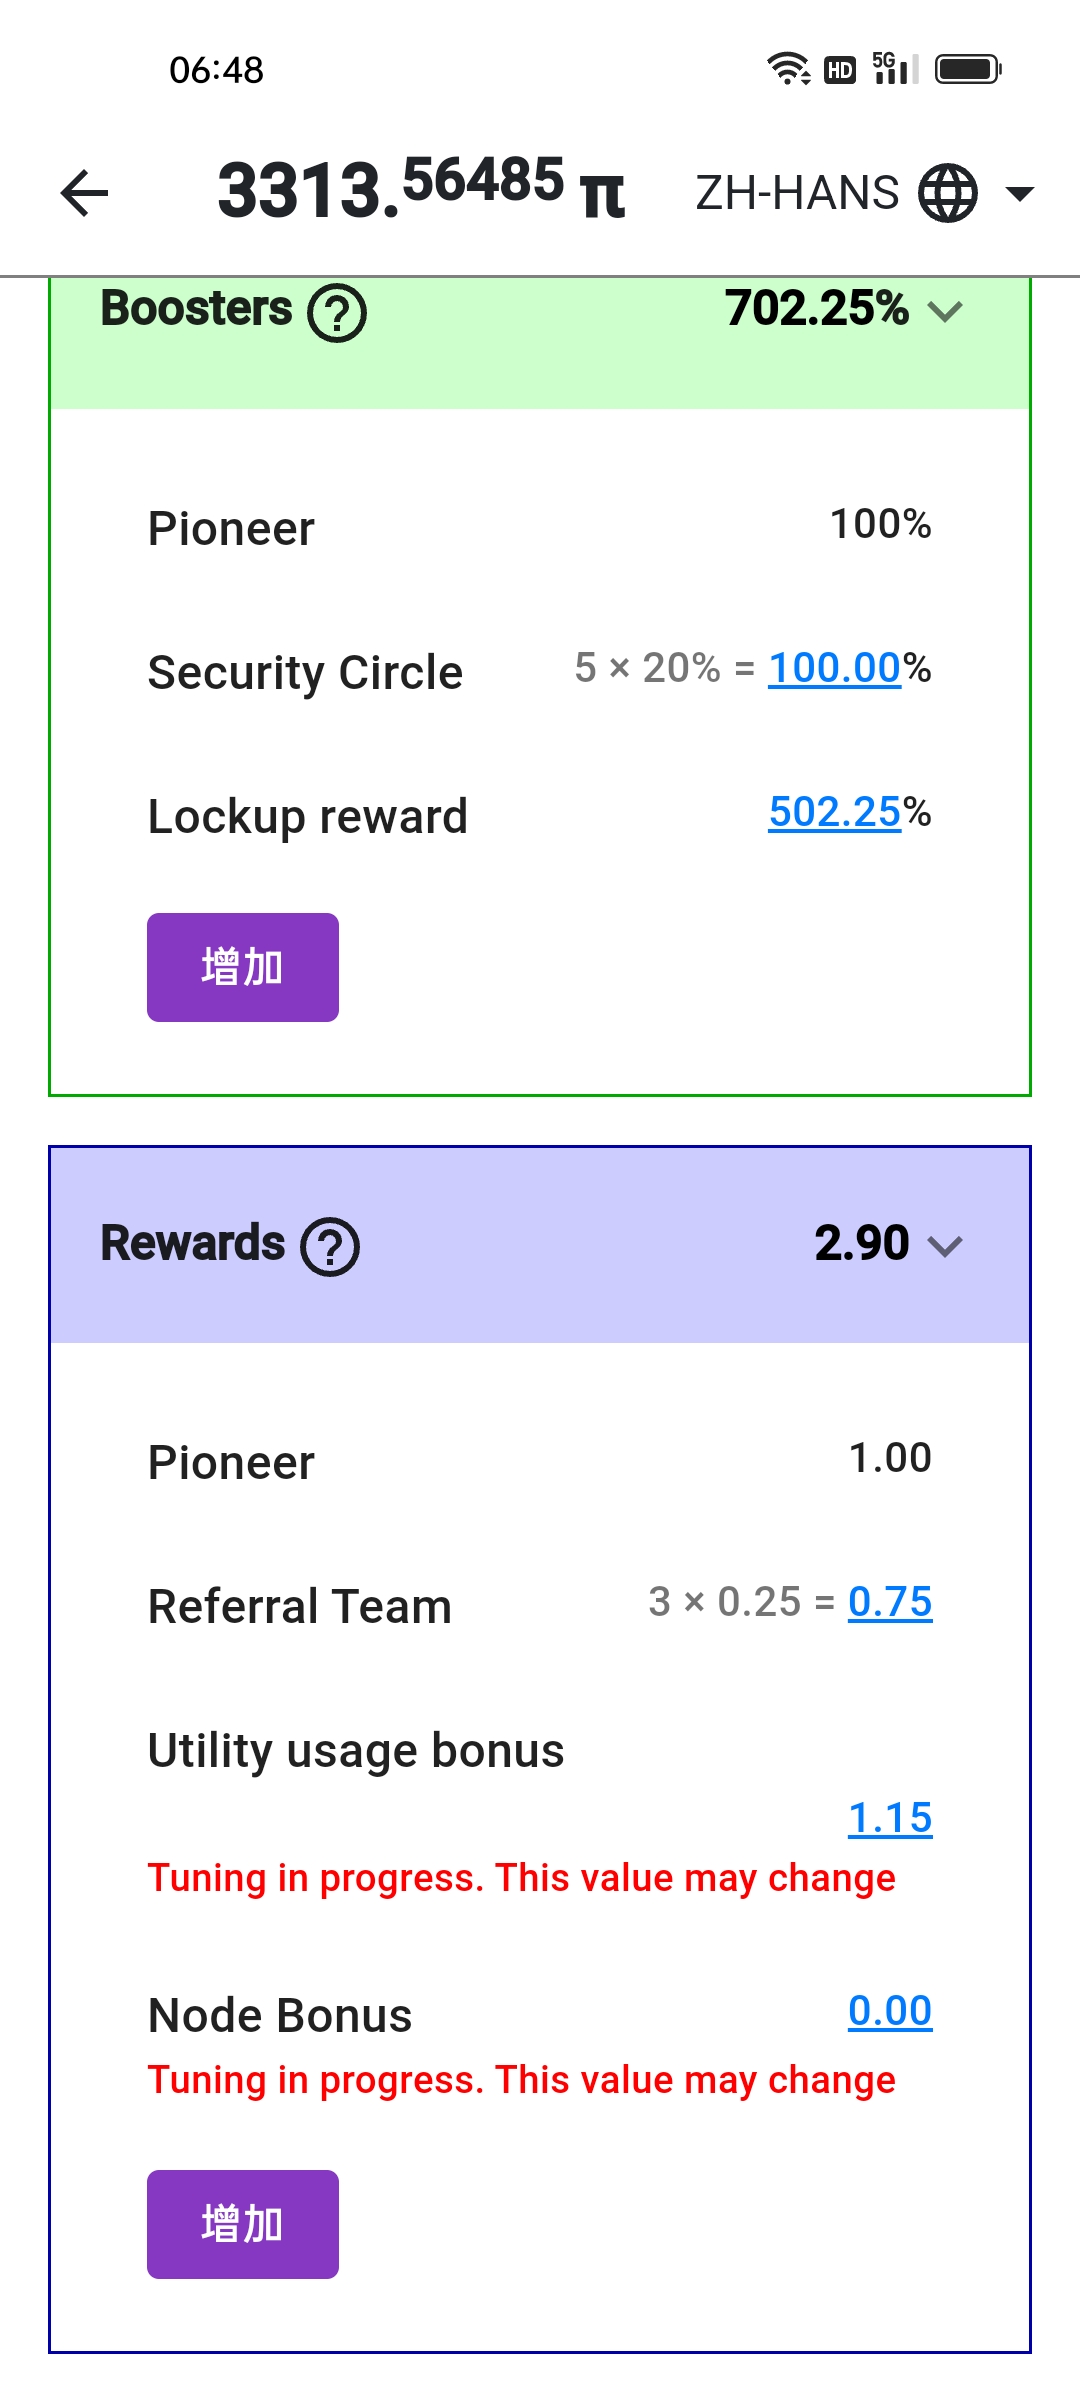 06:48 HD 5G
3313.56485 π ZH-HANS
Boosters ? 702.25%
Pioneer 100%
Security Circle 5 × 20% = 100.00%
Lockup reward 502.25%
增加
Rewards ? 2.90
Pioneer 1.00
Referral Team 3 × 0.25 = 0.75
Utility usage bonus
1.15
Tuning in progress. This value may change
Node Bonus 0.00
Tuning in progress. This value may change
增加